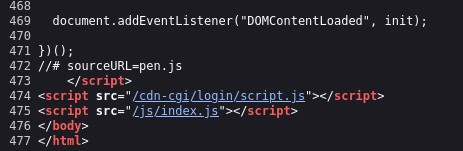 468
469 document.addEventListener("DOMContentLoaded", init);
470
471 })();
472 //# sourceURL=pen.js
473 </script>
474 <script src="/cdn-cgi/login/script.js"></script>
475 <script src="/js/index.js"></script>
476 </body>
477 </html>